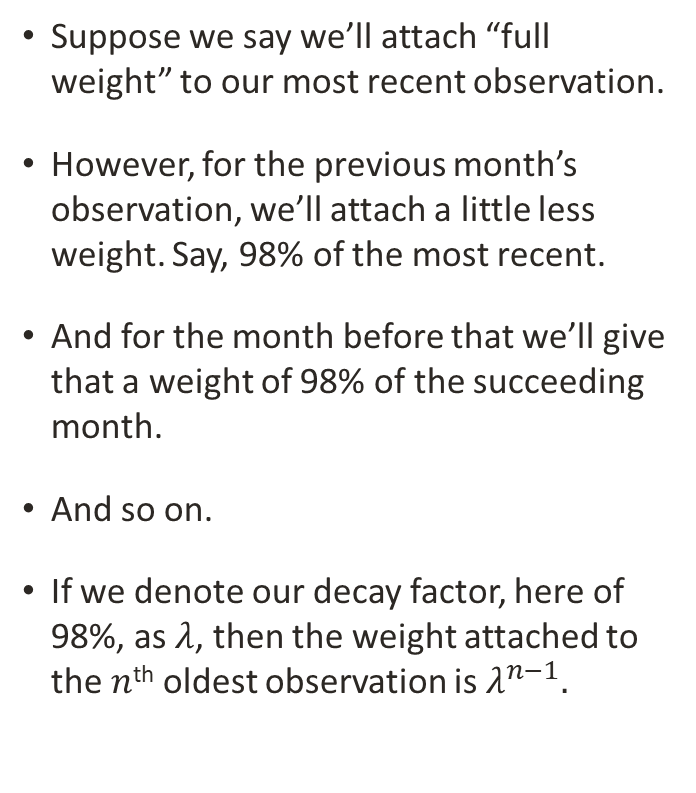 • Suppose we say we’ll attach “full
weight” to our most recent observation.
• However, for the previous month’s
observation, we’ll attach a little less
weight. Say, 98% of the most recent.
• And for the month before that we’ll give
that a weight of 98% of the succeeding
month.
• And so on.
• If we denote our decay factor, here of
98%, as λ, then the weight attached to
the nᵗʰ oldest observation is λⁿ⁻¹.